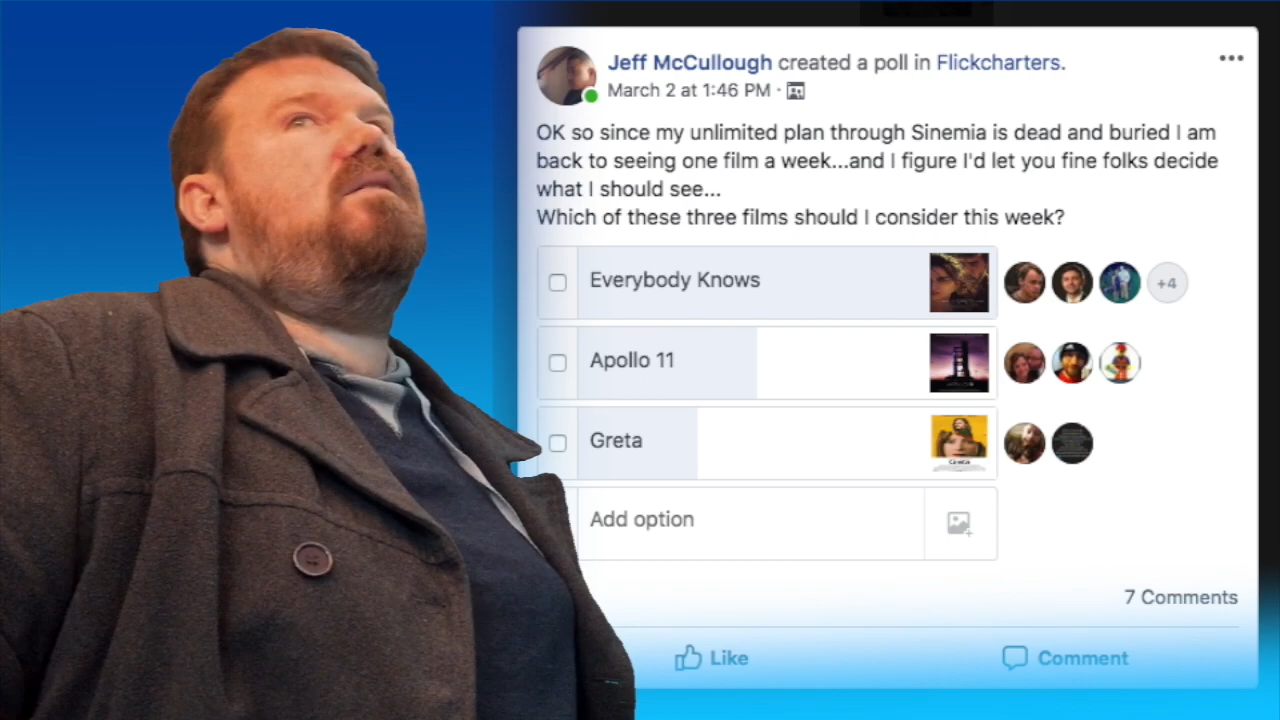 Jeff McCullough created a poll in Flickcharters.
March 2 at 1:46 PM ·
OK so since my unlimited plan through Sinemia is dead and buried I am
back to seeing one film a week...and I figure I'd let you fine folks decide
what I should see...
Which of these three films should I consider this week?
Everybody Knows
+4
Apollo 11
Greta
Greta
Add option
7 Comments
Like
Comment